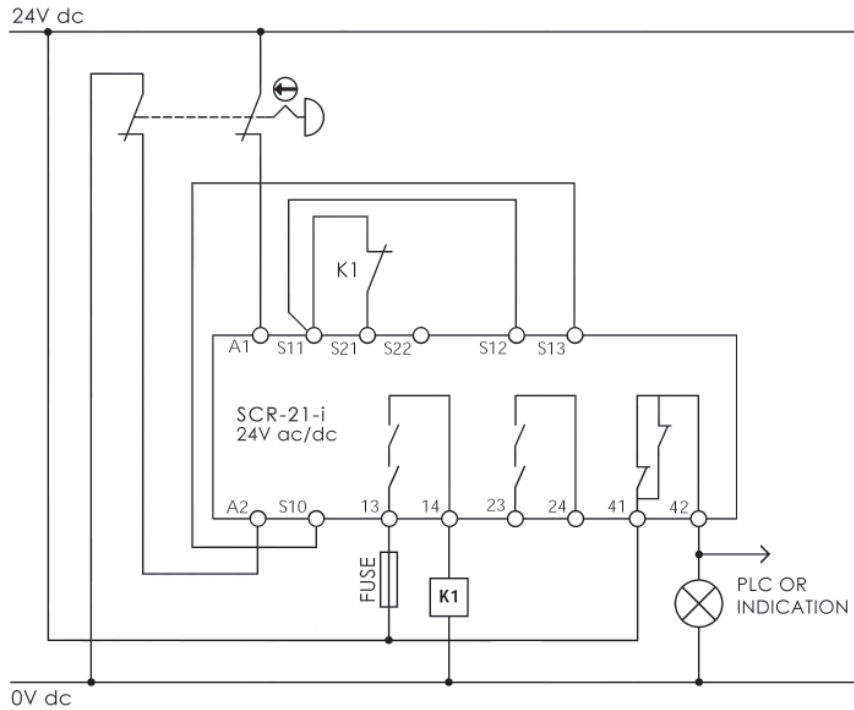 24V dc
K1
A1
S11
S21
S22
S12
S13
SCR-21-i
24V ac/dc
A2
S10
13
14
23
24
41
42
FUSE
K1
PLC OR
INDICATION
0V dc